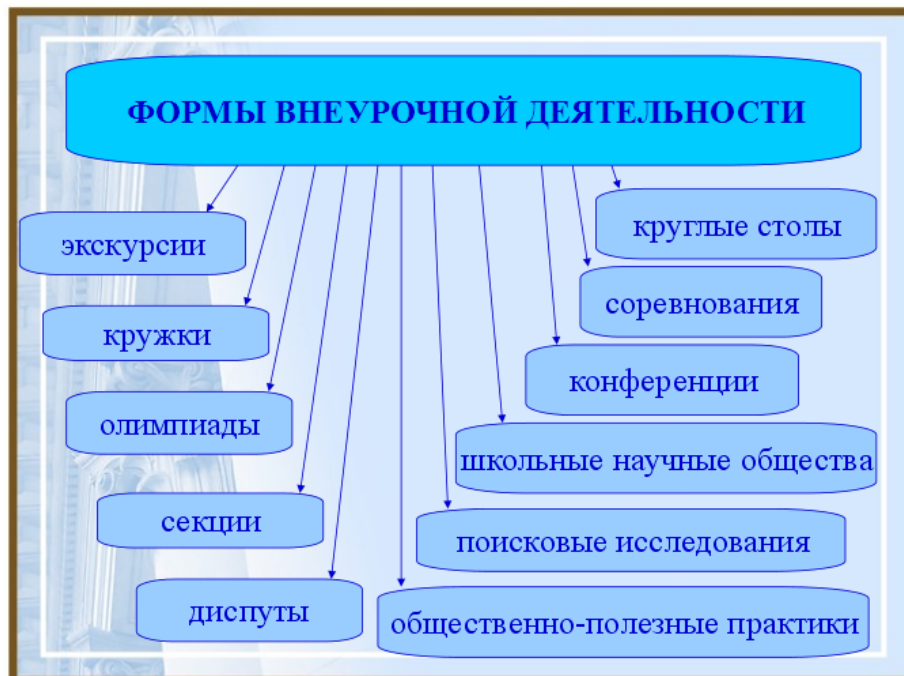 ФОРМЫ ВНЕУРОЧНОЙ ДЕЯТЕЛЬНОСТИ
экскурсии
кружки
олимпиады
секции
диспуты
круглые столы
соревнования
конференции
школьные научные общества
поисковые исследования
общественно-полезные практики